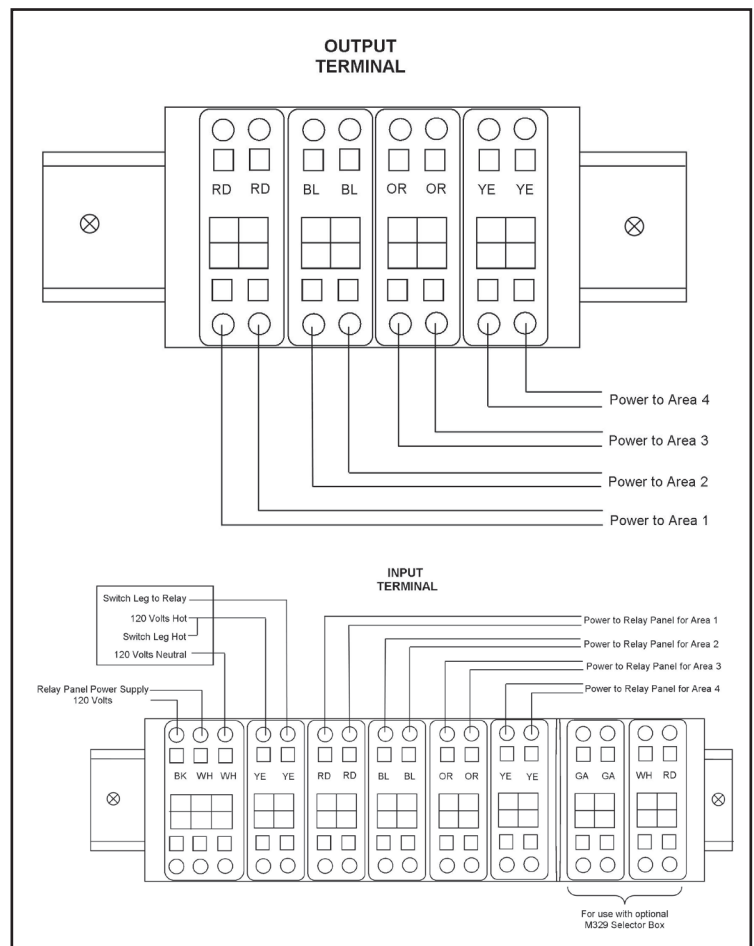 OUTPUT
TERMINAL
RD RD BL BL OR OR YE YE
Power to Area 4
Power to Area 3
Power to Area 2
Power to Area 1
INPUT
TERMINAL
Switch Leg to Relay
120 Volts Hot
Switch Leg Hot
120 Volts Neutral
Relay Panel Power Supply
120 Volts
Power to Relay Panel for Area 1
Power to Relay Panel for Area 2
Power to Relay Panel for Area 3
Power to Relay Panel for Area 4
BK WH WH YE YE RD RD BL BL OR OR YE YE GA GA WH RD
For use with optional
M329 Selector Box